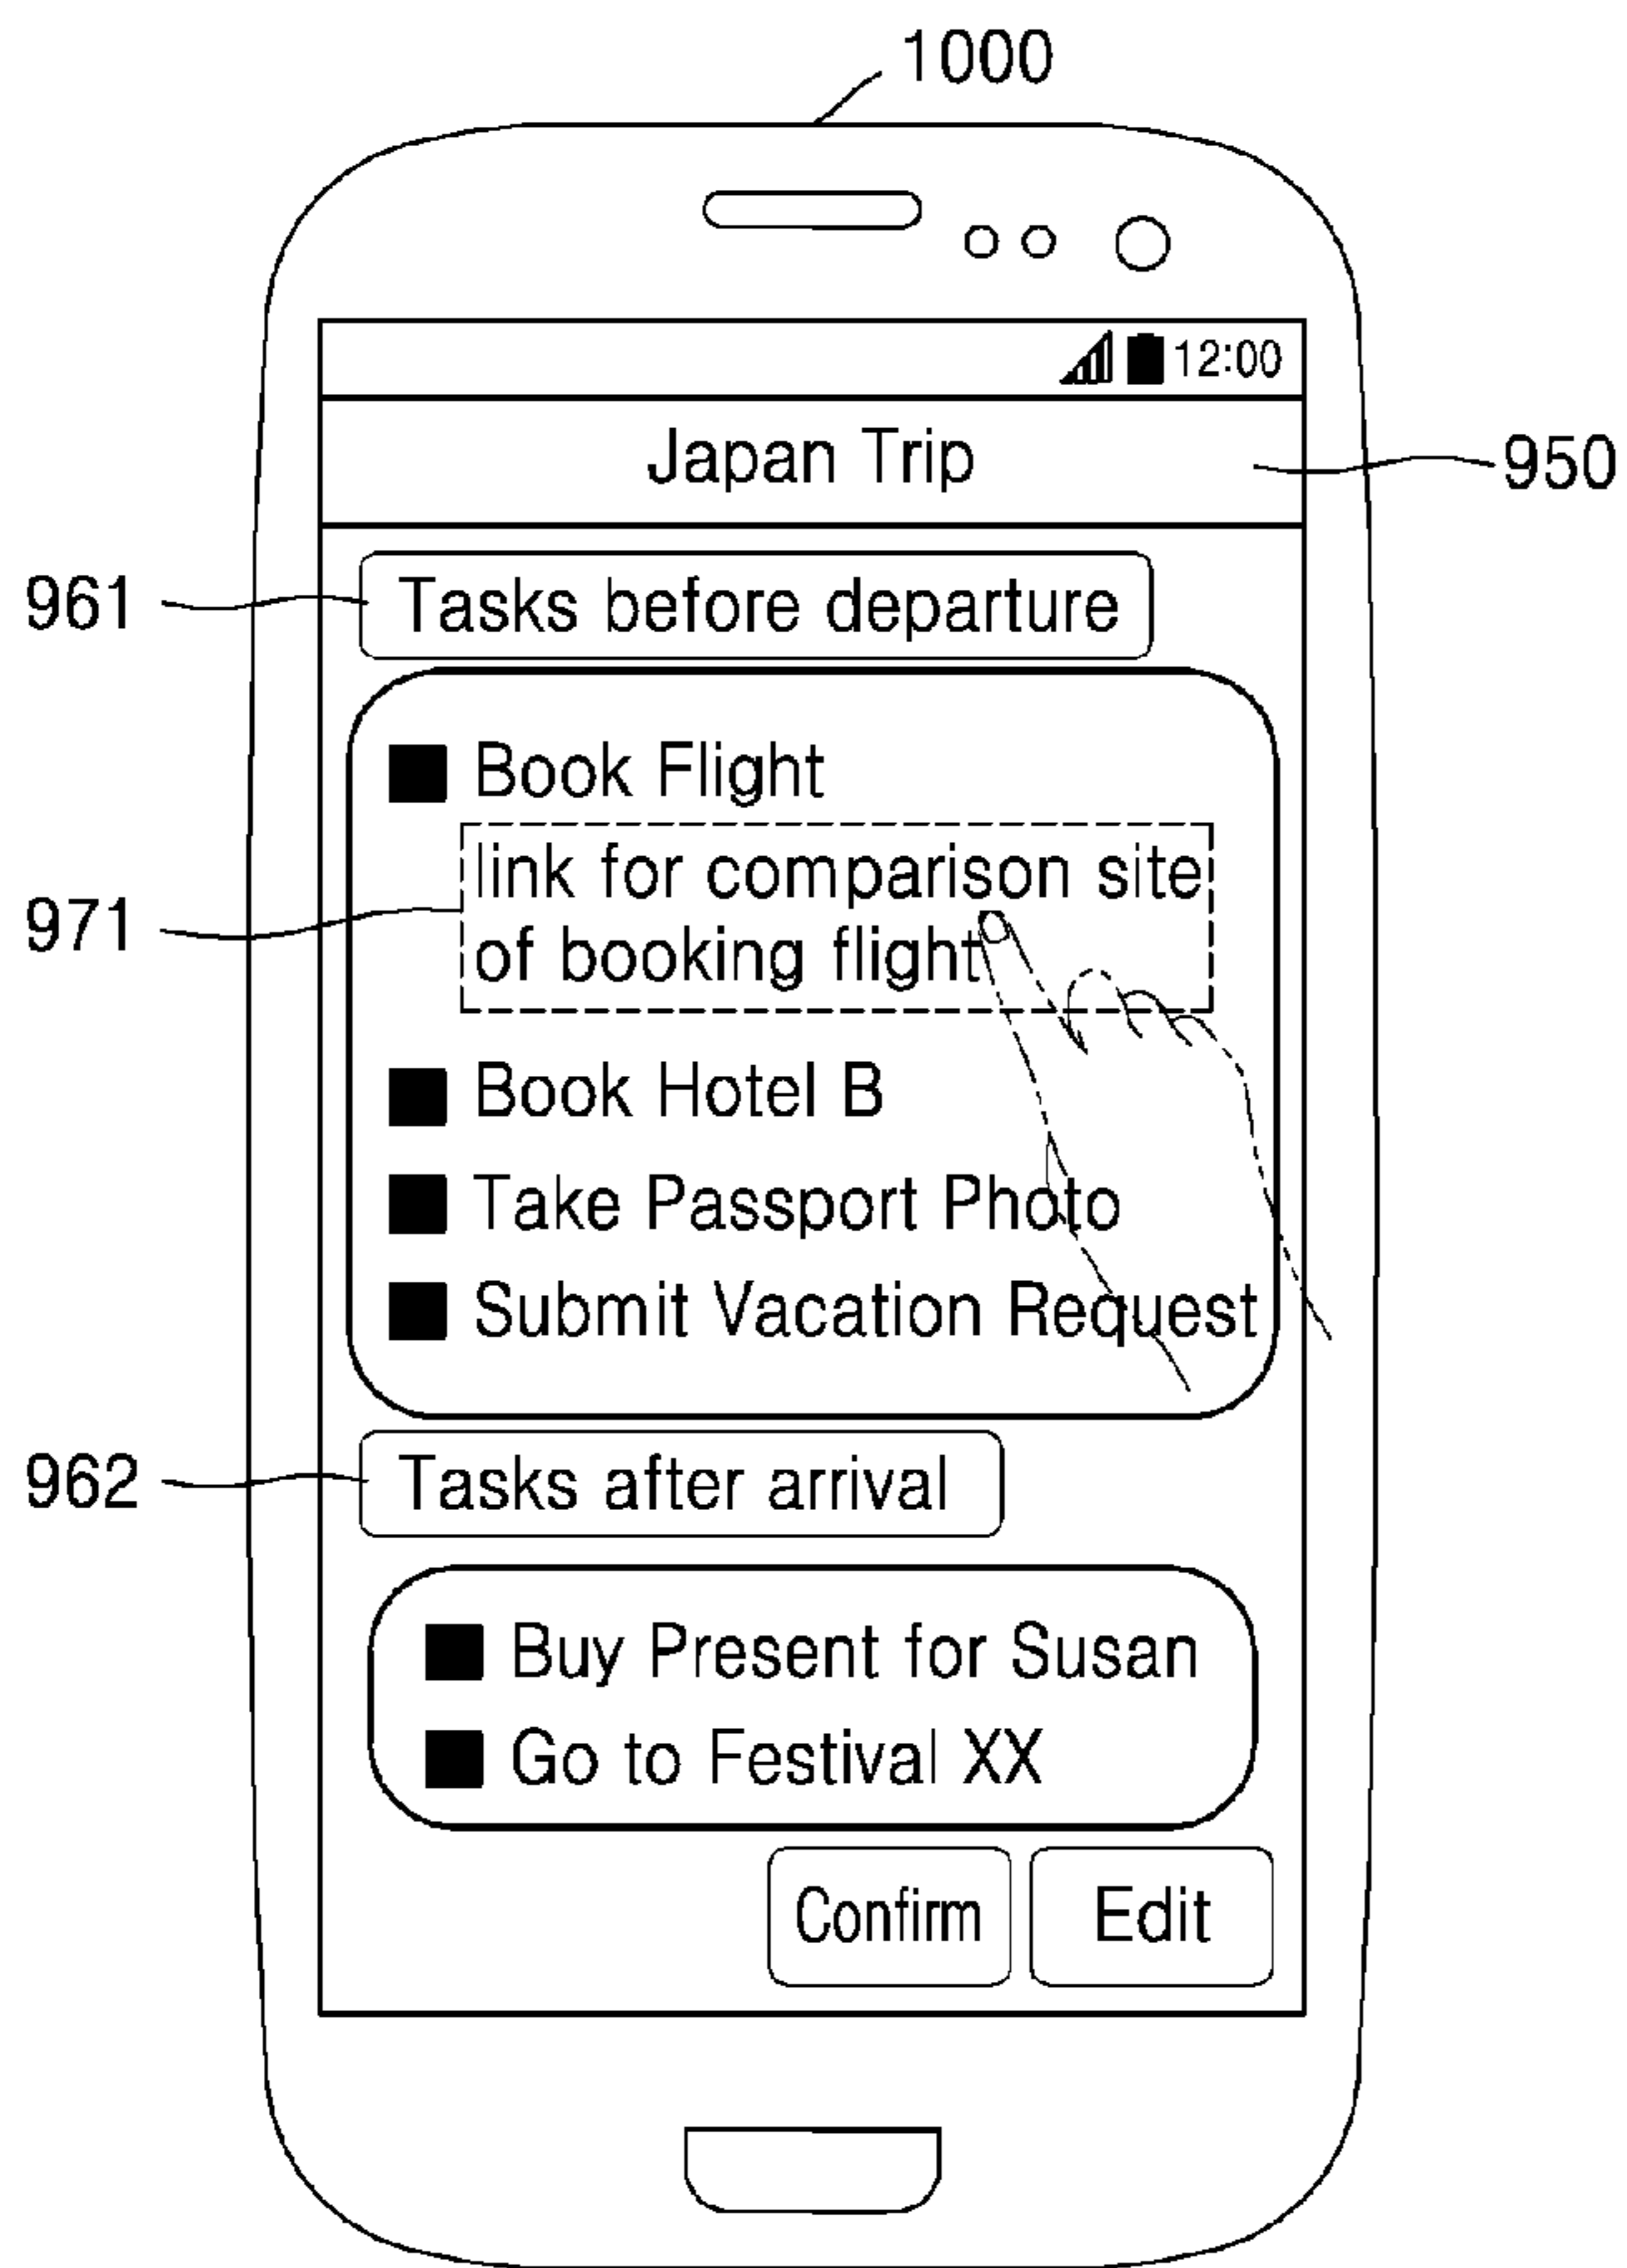 1000
12:00
Japan Trip
950
961
Tasks before departure
Book Flight
link for comparison site
971
of booking flight
Book Hotel B
Take Passport Photo
Submit Vacation Request
962
Tasks after arrival
Buy Present for Susan
Go to Festival XX
Confirm
Edit